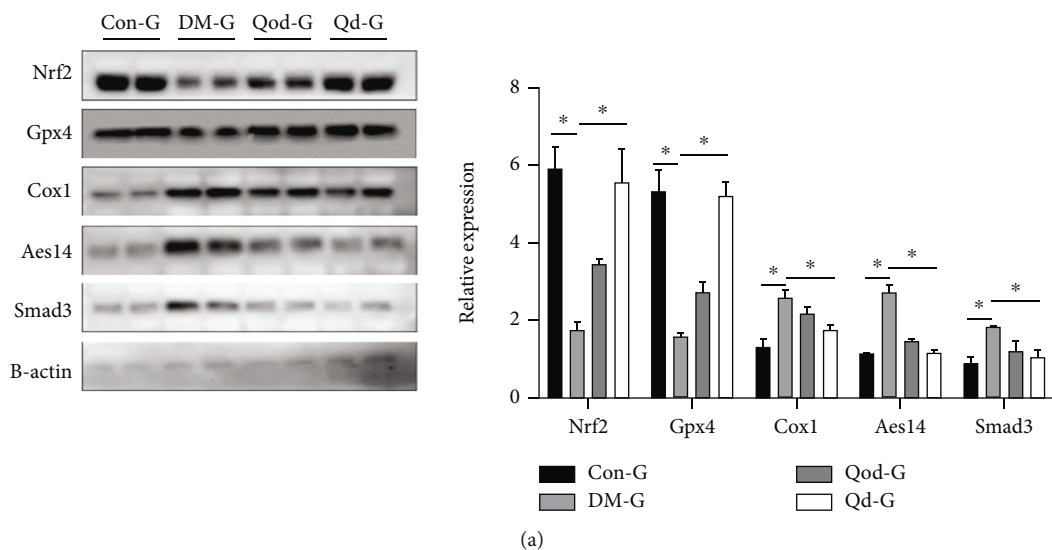 Con-G DM-G Qod-G Qd-G
Nrf2
Gpx4
Cox1
Aes14
Smad3
B-actin
Relative expression
8
6
4
2
0
* * * * * * * * * *
Nrf2 Gpx4 Cox1 Aes14 Smad3
Con-G Qod-G
DM-G Qd-G
(a)